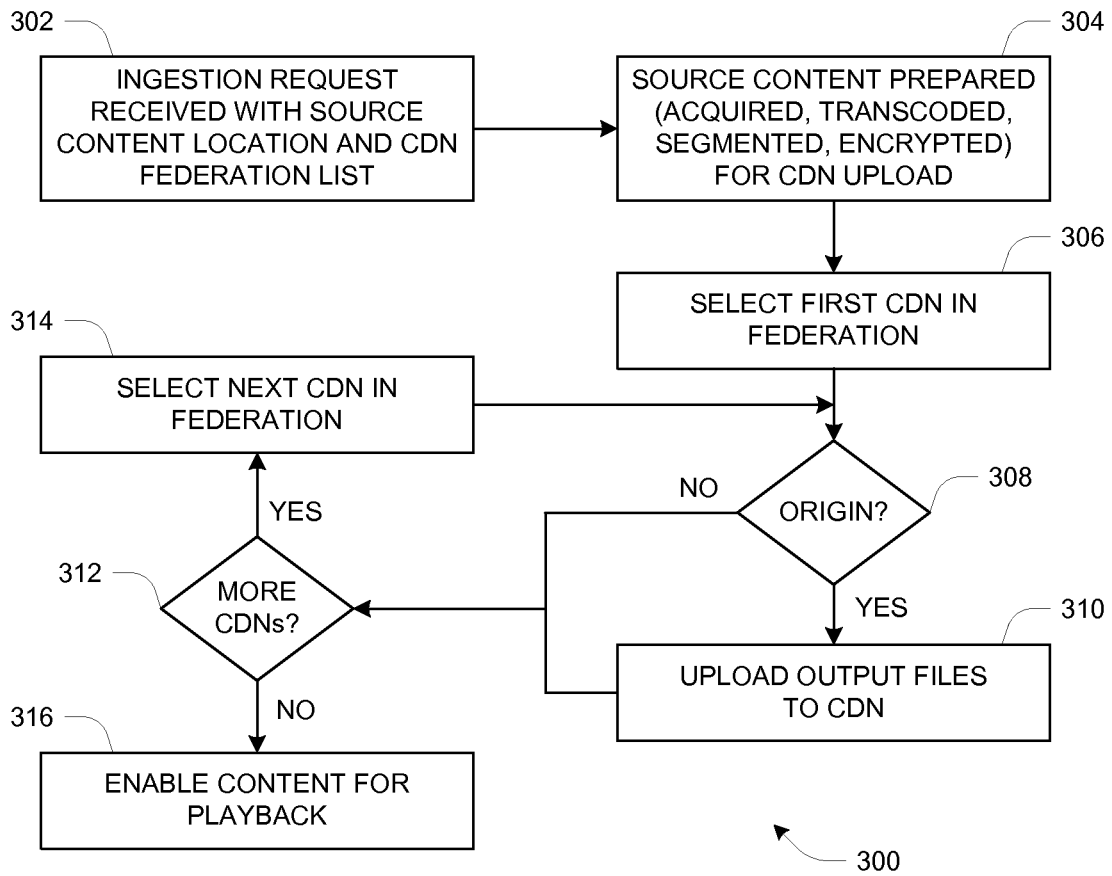 302
INGESTION REQUEST
RECEIVED WITH SOURCE
CONTENT LOCATION AND CDN
FEDERATION LIST
304
SOURCE CONTENT PREPARED
(ACQUIRED, TRANSCODED,
SEGMENTED, ENCRYPTED)
FOR CDN UPLOAD
306
SELECT FIRST CDN IN
FEDERATION
314
SELECT NEXT CDN IN
FEDERATION
308
ORIGIN?
NO
YES
310
UPLOAD OUTPUT FILES
TO CDN
312
MORE
CDNs?
YES
NO
316
ENABLE CONTENT FOR
PLAYBACK
300